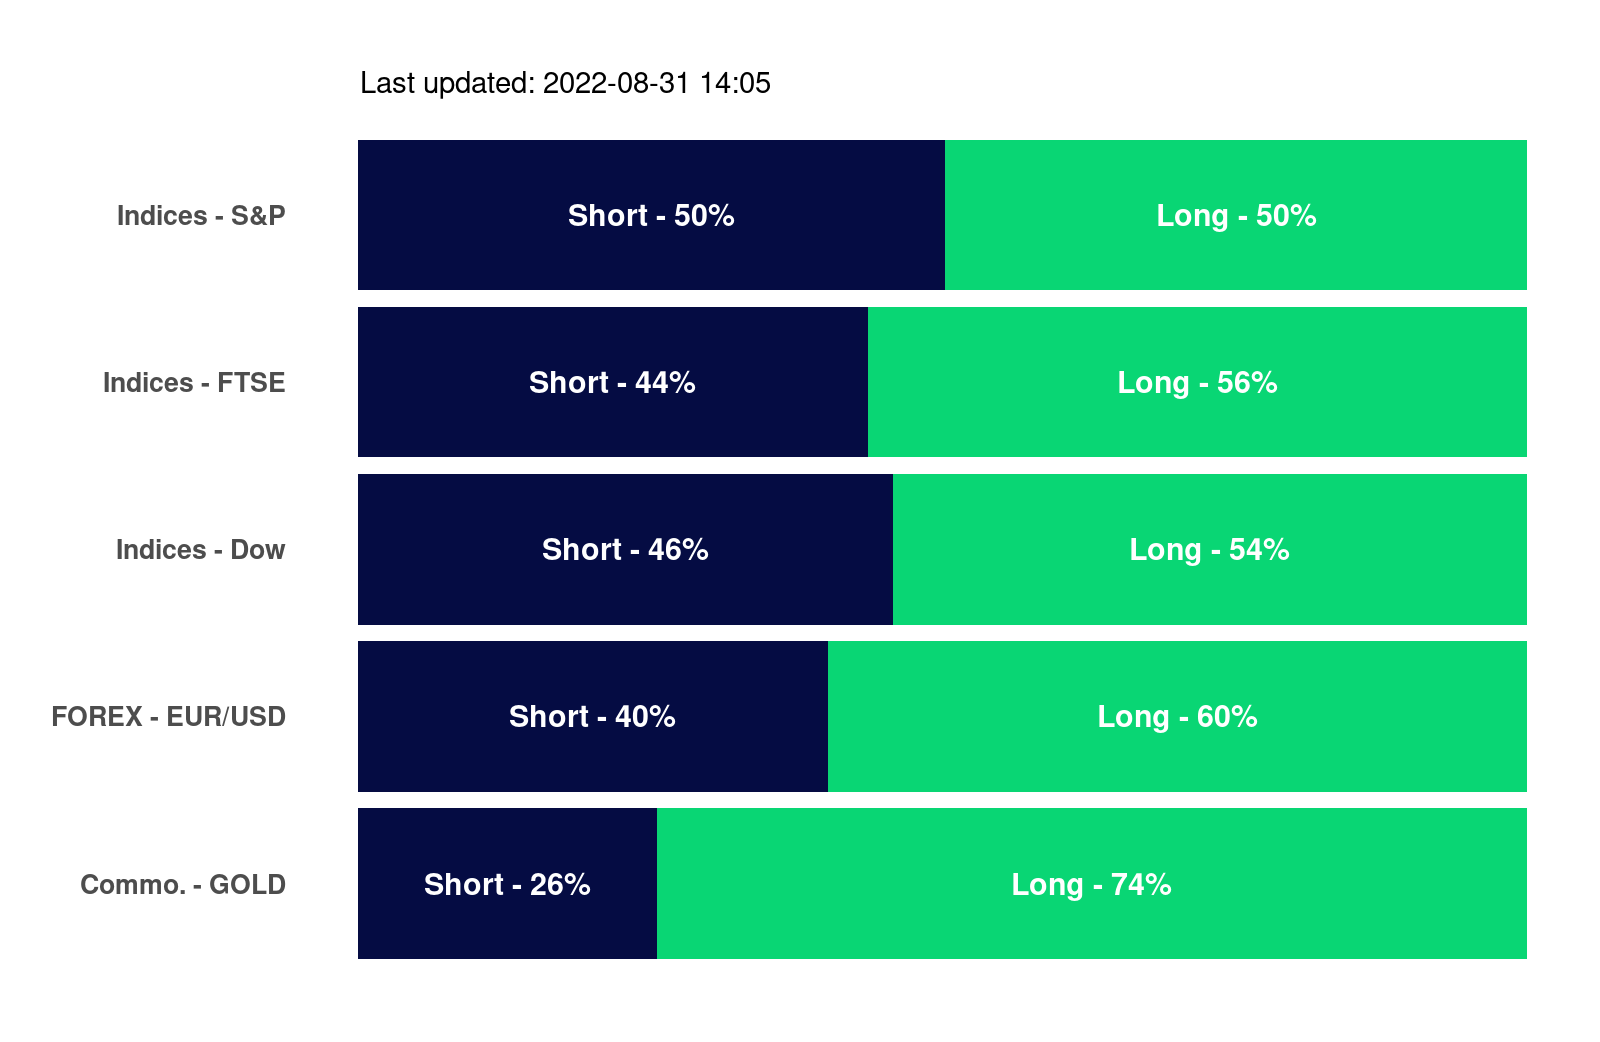 Last updated: 2022-08-31 14:05
Indices - S&P
Short - 50%
Long - 50%
Indices - FTSE
Short - 44%
Long - 56%
Indices - Dow
Short - 46%
Long - 54%
FOREX - EUR/USD
Short - 40%
Long - 60%
Commo. - GOLD
Short - 26%
Long - 74%